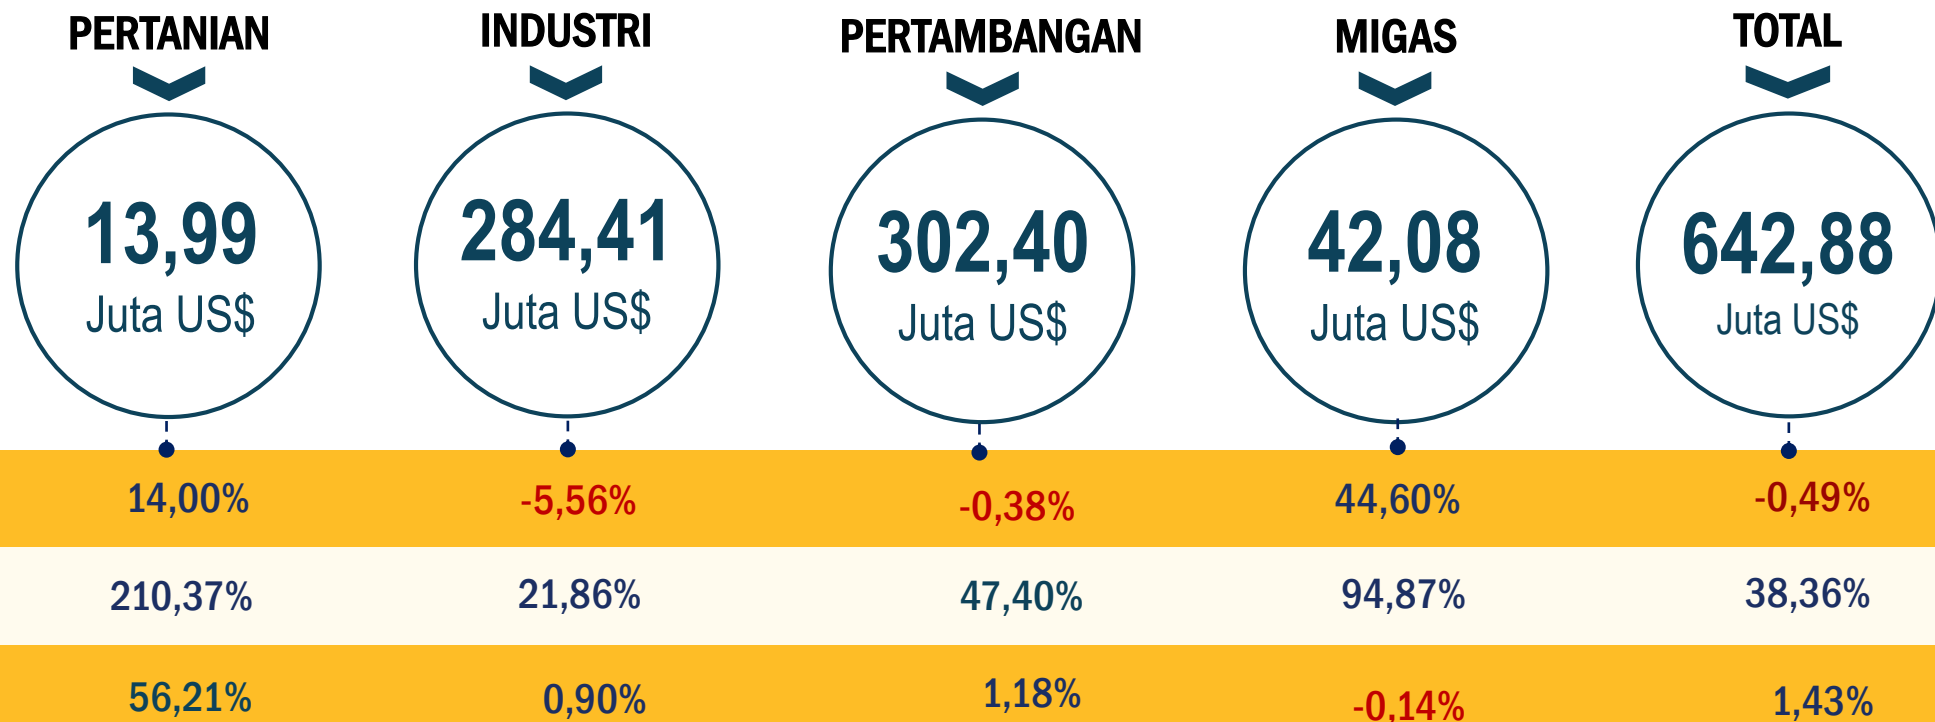 PERTANIAN INDUSTRI PERTAMBANGAN MIGAS TOTAL
13,99 284,41 302,40 42,08 642,88
Juta US$ Juta US$ Juta US$ Juta US$ Juta US$
14,00% -5,56% -0,38% 44,60% -0,49%
210,37% 21,86% 47,40% 94,87% 38,36%
56,21% 0,90% 1,18% -0,14% 1,43%